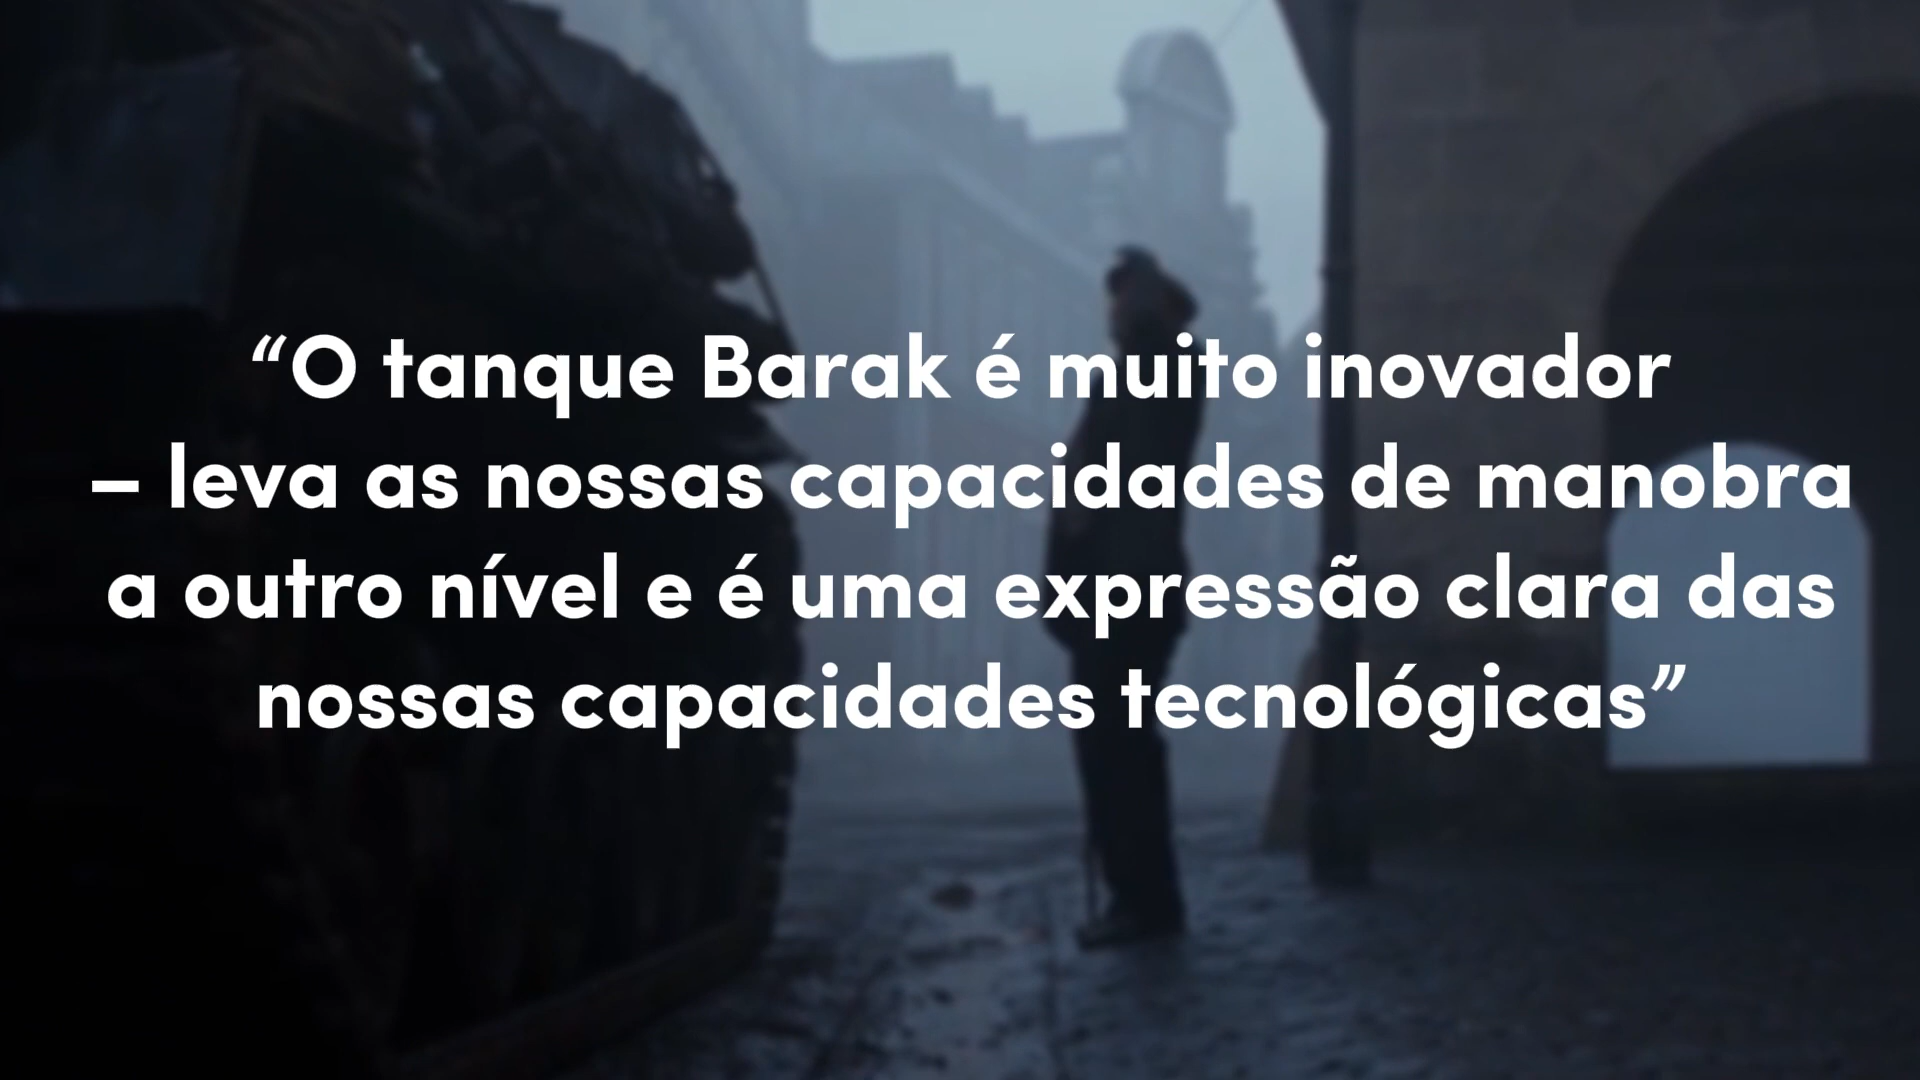 “O tanque Barak é muito inovador
– leva as nossas capacidades de manobra
a outro nível e é uma expressão clara das
nossas capacidades tecnológicas”